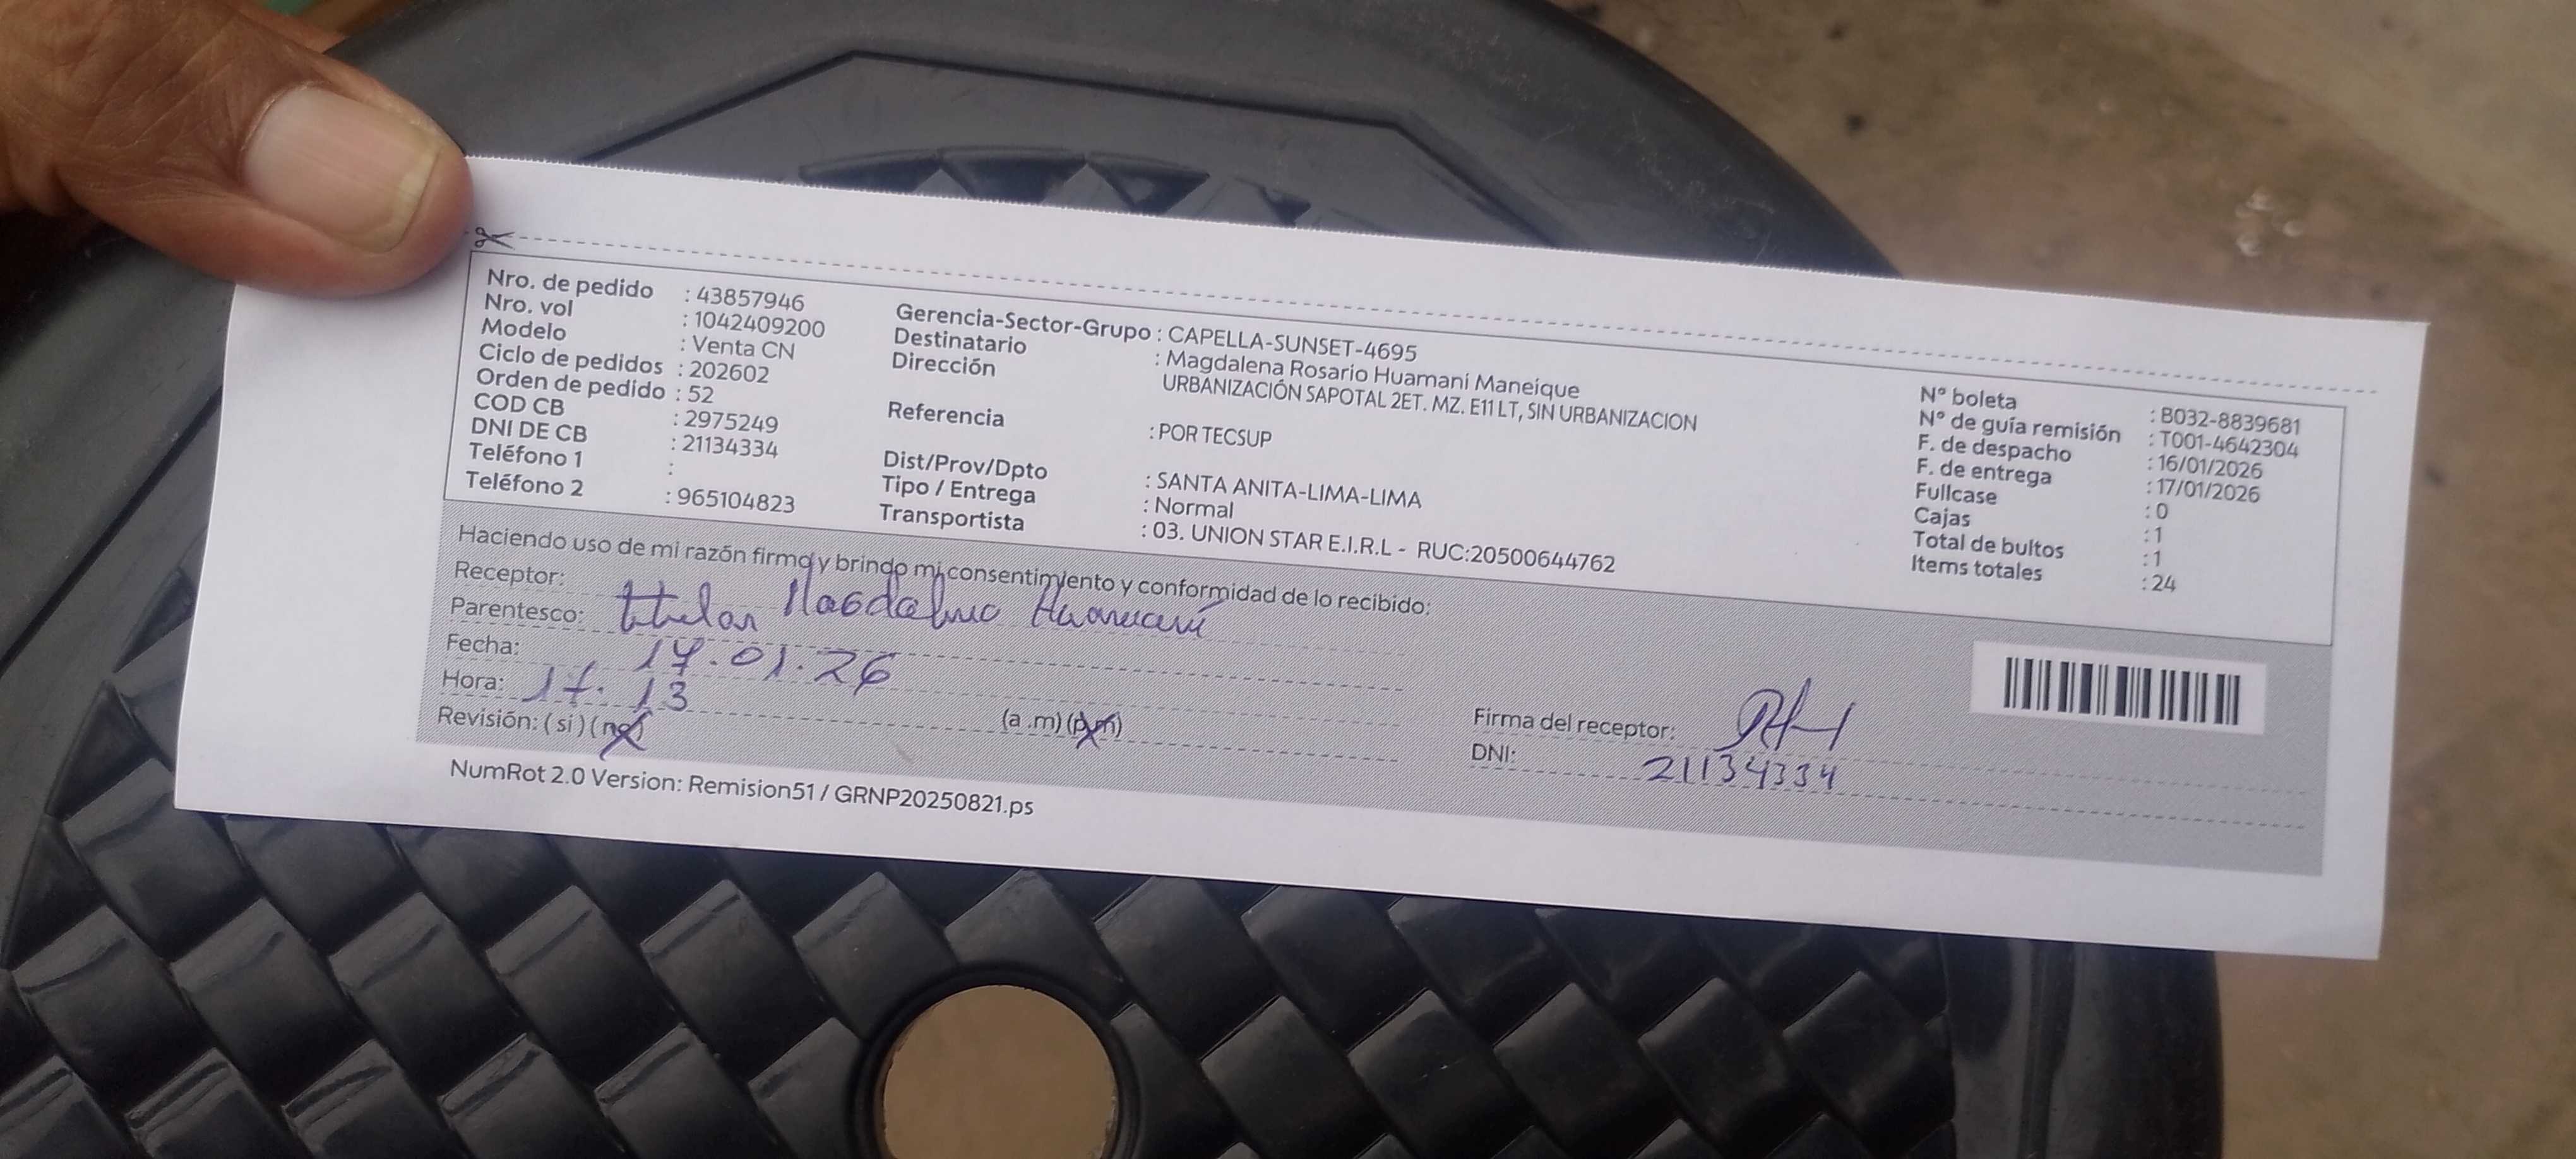 Nro. de pedido : 43857946
Nro. vol : 1042409200
Modelo : Venta CN
Ciclo de pedidos : 202602
Orden de pedido : 52
COD CB : 2975249
DNI DE CB : 21134334
Teléfono 1 :
Teléfono 2 : 965104823
Gerencia-Sector-Grupo : CAPELLA-SUNSET-4695
Destinatario : Magdalena Rosario Huamani Maneique
Dirección URBANIZACIÓN SAPOTAL 2ET. MZ. E11 LT, SIN URBANIZACION
Referencia : POR TECSUP
Dist/Prov/Dpto : SANTA ANITA-LIMA-LIMA
Tipo / Entrega : Normal
Transportista : 03. UNION STAR E.I.R.L - RUC:20500644762
N° boleta : B032-8839681
N° de guía remisión : T001-4642304
F. de despacho : 16/01/2026
F. de entrega : 17/01/2026
Fullcase : 0
Cajas : 1
Total de bultos : 1
Items totales : 24
Haciendo uso de mi razón firmo y brindo mi consentimiento y conformidad de lo recibido:
Receptor:
Parentesco: titular Magdalena Huamani
Fecha: 17.01.26
Hora: 17.13 (a .m) (p.m)
Revisión: ( si ) ( no )
Firma del receptor:
DNI: 21134334
NumRot 2.0 Version: Remision51 / GRNP20250821.ps